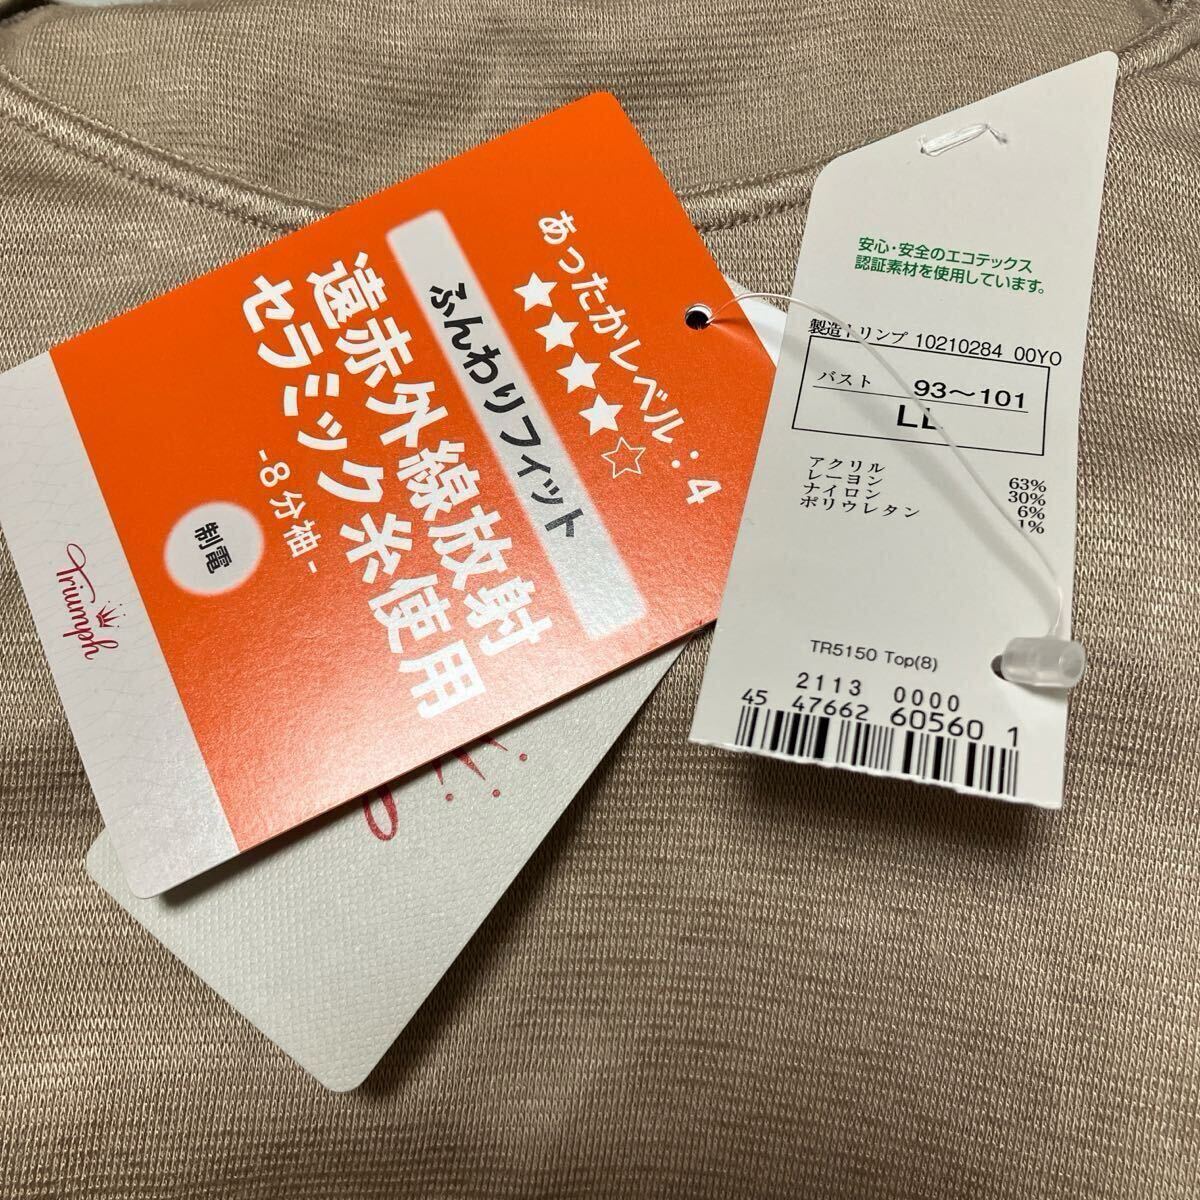 あったかレベル:4
★★★★☆
ふんわりフィット
遠赤外線放射
セラミック糸使用
-8分袖-
制電
Triumph
安心・安全のエコテックス
認証素材を使用しています。
製造トリンプ 10210284 00YO
バスト 93〜101
LL
アクリル 63%
レーヨン 30%
ナイロン 6%
ポリウレタン 1%
TR5150 Top(8)
2113 0000
45 47662 60560 1